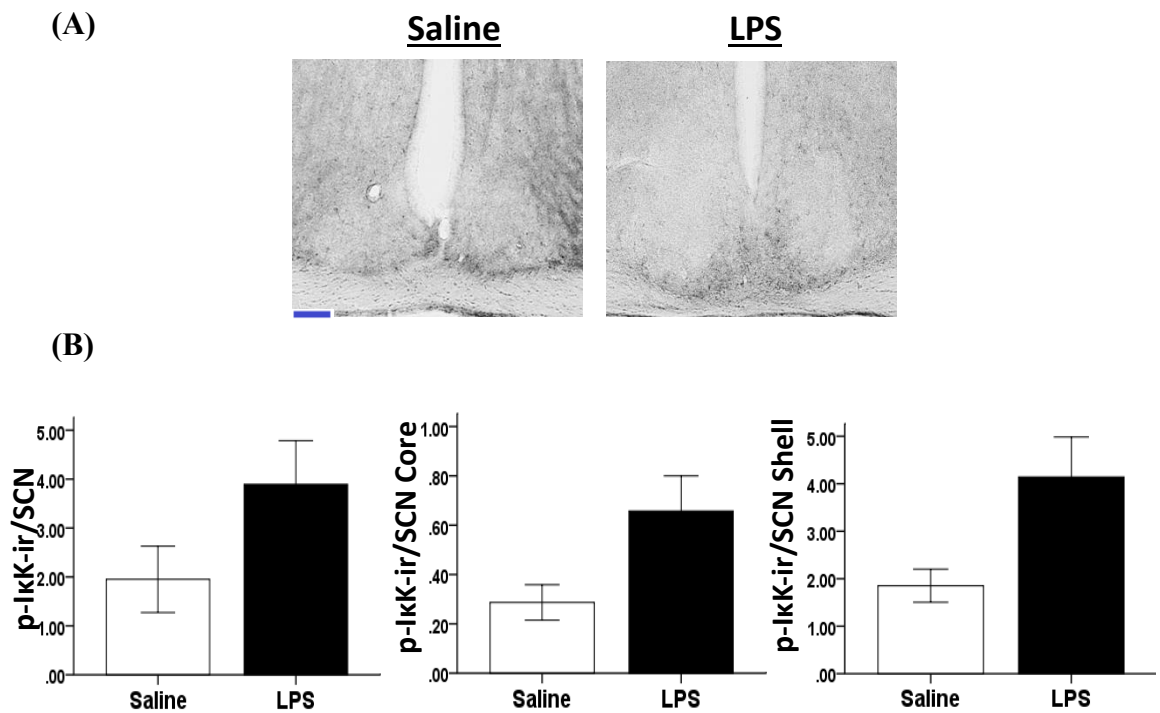 (A)
Saline
LPS
(B)
p-IκK-ir/SCN
5.00
4.00
3.00
2.00
1.00
.00
Saline
LPS
p-IκK-ir/SCN Core
1.00
.80
.60
.40
.20
.00
Saline
LPS
p-IκK-ir/SCN Shell
5.00
4.00
3.00
2.00
1.00
.00
Saline
LPS